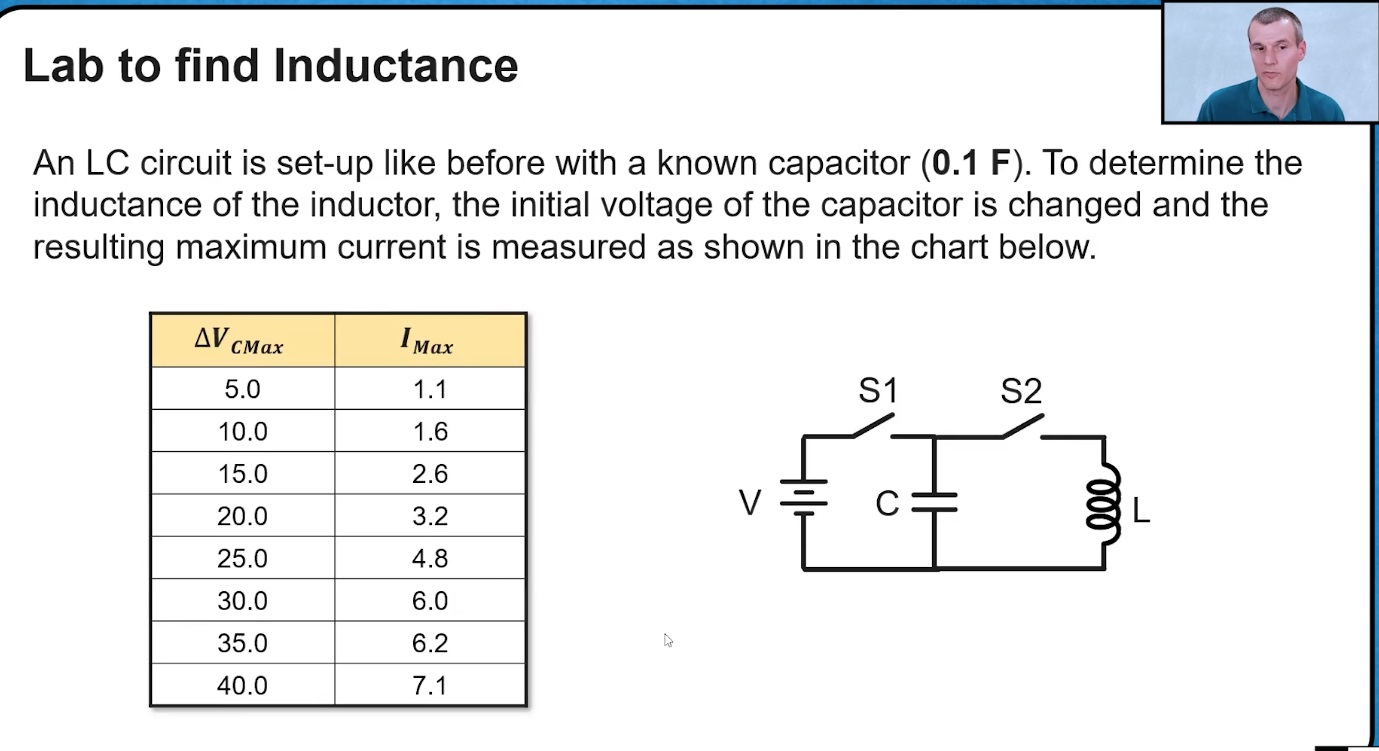 Lab to find Inductance
An LC circuit is set-up like before with a known capacitor (0.1 F). To determine the
inductance of the inductor, the initial voltage of the capacitor is changed and the
resulting maximum current is measured as shown in the chart below.
ΔV CMax I Max
5.0 1.1
10.0 1.6
15.0 2.6
20.0 3.2
25.0 4.8
30.0 6.0
35.0 6.2
40.0 7.1
S1 S2
V C L